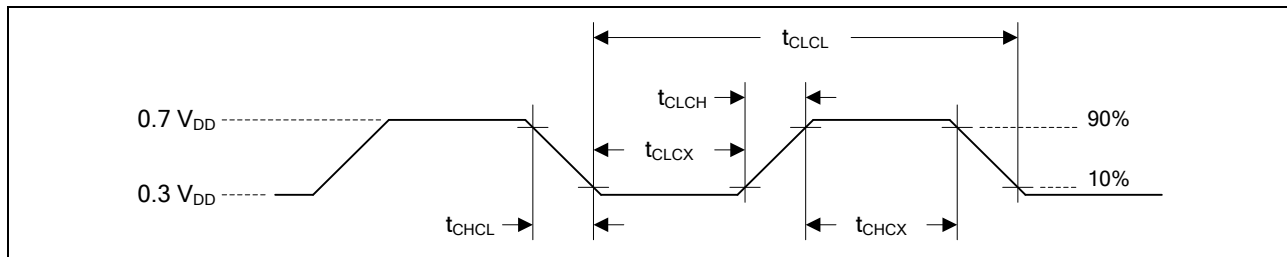 tCLCL
tCLCH
0.7 VDD
90%
tCLCX
0.3 VDD
10%
tCHCL
tCHCX